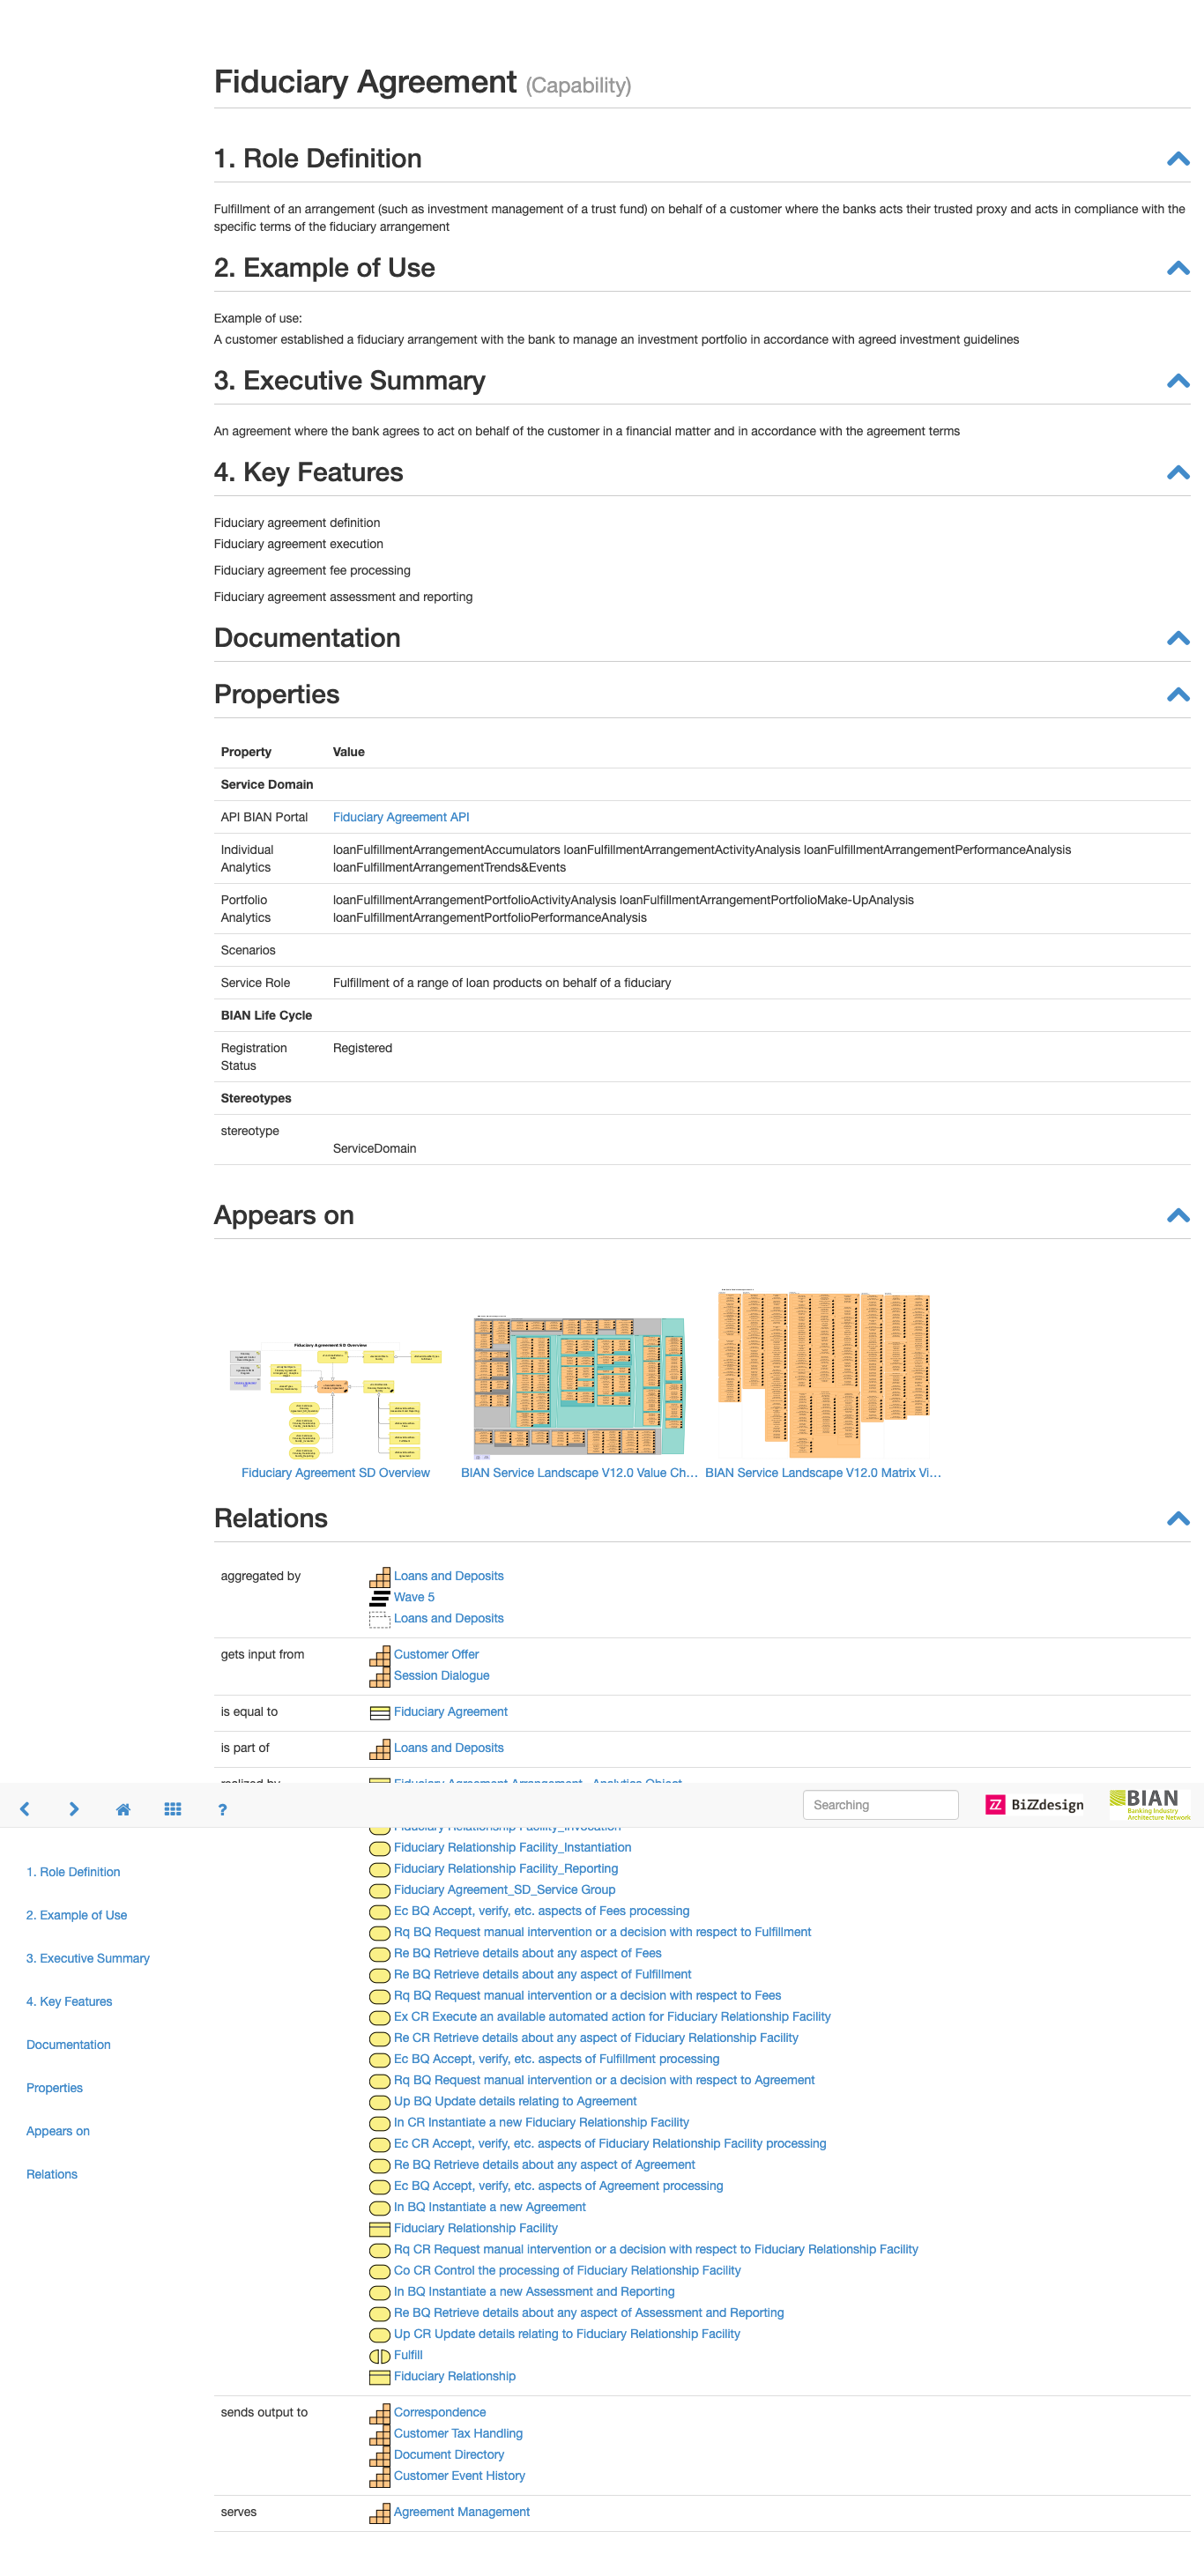 Fiduciary Agreement (Capability)
1. Role Definition
Fulfillment of an arrangement (such as investment management of a trust fund) on behalf of a customer where the banks acts their trusted proxy and acts in compliance with the
specific terms of the fiduciary arrangement
2. Example of Use
Example of use:
A customer established a fiduciary arrangement with the bank to manage an investment portfolio in accordance with agreed investment guidelines
3. Executive Summary
An agreement where the bank agrees to act on behalf of the customer in a financial matter and in accordance with the agreement terms
4. Key Features
Fiduciary agreement definition
Fiduciary agreement execution
Fiduciary agreement fee processing
Fiduciary agreement assessment and reporting
Documentation
Properties
Property Value
Service Domain
API BIAN Portal Fiduciary Agreement API
Individual Analytics
loanFulfillmentArrangementAccumulators loanFulfillmentArrangementActivityAnalysis loanFulfillmentArrangementPerformanceAnalysis
loanFulfillmentArrangementTrends&Events
Portfolio Analytics
loanFulfillmentArrangementPortfolioActivityAnalysis loanFulfillmentArrangementPortfolioMake-UpAnalysis
loanFulfillmentArrangementPortfolioPerformanceAnalysis
Scenarios
Service Role Fulfillment of a range of loan products on behalf of a fiduciary
BIAN Life Cycle
Registration Status
Registered
Stereotypes
stereotype
ServiceDomain
Appears on
Fiduciary Agreement SD Overview
Fiduciary Agreement SD Overview
BIAN Service Landscape V12.0 Value Ch...
BIAN Service Landscape V12.0 Matrix Vi...
Relations
aggregated by
Loans and Deposits
Wave 5
Loans and Deposits
gets input from
Customer Offer
Session Dialogue
is equal to
Fiduciary Agreement
is part of
Loans and Deposits
realized by
Fiduciary Agreement Arrangement_Analytics Object
Searching
BiZZdesign
BIAN
Banking Industry
Architecture Network
1. Role Definition
2. Example of Use
3. Executive Summary
4. Key Features
Documentation
Properties
Appears on
Relations
Fiduciary Relationship Facility_Invocation
Fiduciary Relationship Facility_Instantiation
Fiduciary Relationship Facility_Reporting
Fiduciary Agreement_SD_Service Group
Ec BQ Accept, verify, etc. aspects of Fees processing
Rq BQ Request manual intervention or a decision with respect to Fulfillment
Re BQ Retrieve details about any aspect of Fees
Re BQ Retrieve details about any aspect of Fulfillment
Rq BQ Request manual intervention or a decision with respect to Fees
Ex CR Execute an available automated action for Fiduciary Relationship Facility
Re CR Retrieve details about any aspect of Fiduciary Relationship Facility
Ec BQ Accept, verify, etc. aspects of Fulfillment processing
Rq BQ Request manual intervention or a decision with respect to Agreement
Up BQ Update details relating to Agreement
In CR Instantiate a new Fiduciary Relationship Facility
Ec CR Accept, verify, etc. aspects of Fiduciary Relationship Facility processing
Re BQ Retrieve details about any aspect of Agreement
Ec BQ Accept, verify, etc. aspects of Agreement processing
In BQ Instantiate a new Agreement
Fiduciary Relationship Facility
Rq CR Request manual intervention or a decision with respect to Fiduciary Relationship Facility
Co CR Control the processing of Fiduciary Relationship Facility
In BQ Instantiate a new Assessment and Reporting
Re BQ Retrieve details about any aspect of Assessment and Reporting
Up CR Update details relating to Fiduciary Relationship Facility
Fulfill
Fiduciary Relationship
sends output to
Correspondence
Customer Tax Handling
Document Directory
Customer Event History
serves
Agreement Management